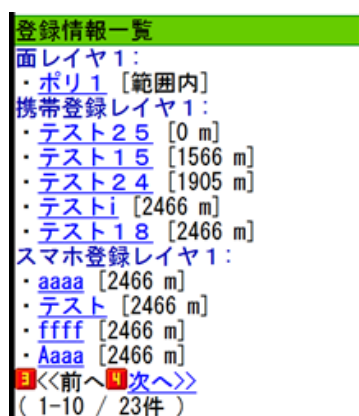 登録情報一覧
面レイヤ1:
・ポリ1 [範囲内]
携帯登録レイヤ1:
・テスト25 [0 m]
・テスト15 [1566 m]
・テスト24 [1905 m]
・テストi [2466 m]
・テスト18 [2466 m]
スマホ登録レイヤ1:
・aaaa [2466 m]
・テスト [2466 m]
・ffff [2466 m]
・Aaaa [2466 m]
3<<前へ4次へ>>
( 1-10 / 23件 )